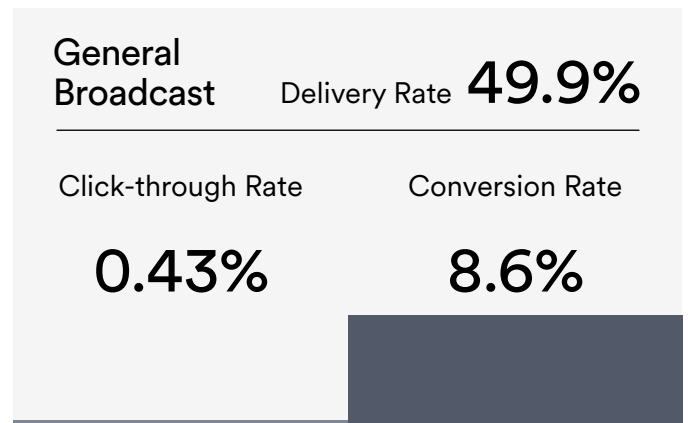 General
Broadcast
Delivery Rate 49.9%
Click-through Rate
Conversion Rate
0.43%
8.6%